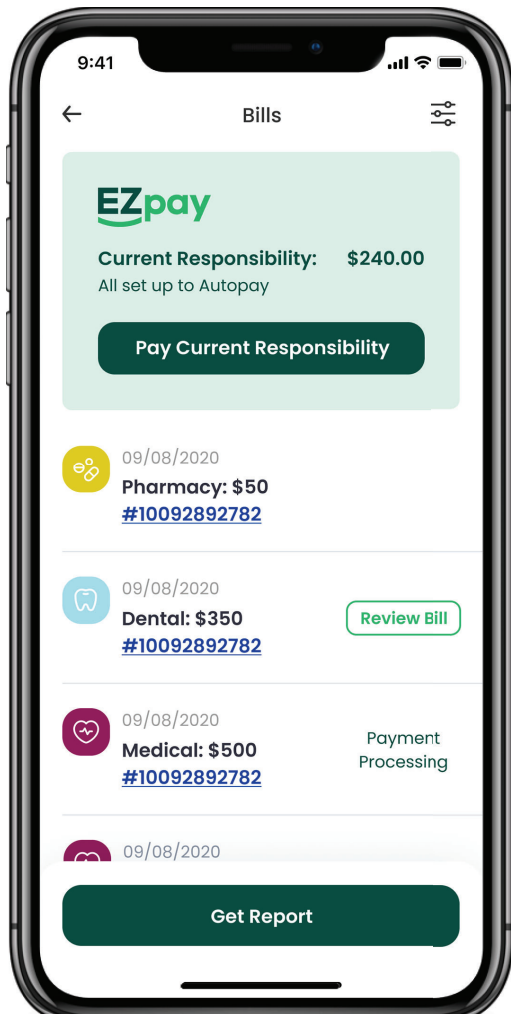 9:41
Bills
EZpay
Current Responsibility: $240.00
All set up to Autopay
Pay Current Responsibility
09/08/2020
Pharmacy: $50
#10092892782
09/08/2020
Dental: $350
#10092892782
Review Bill
09/08/2020
Medical: $500
#10092892782
Payment
Processing
09/08/2020
Get Report